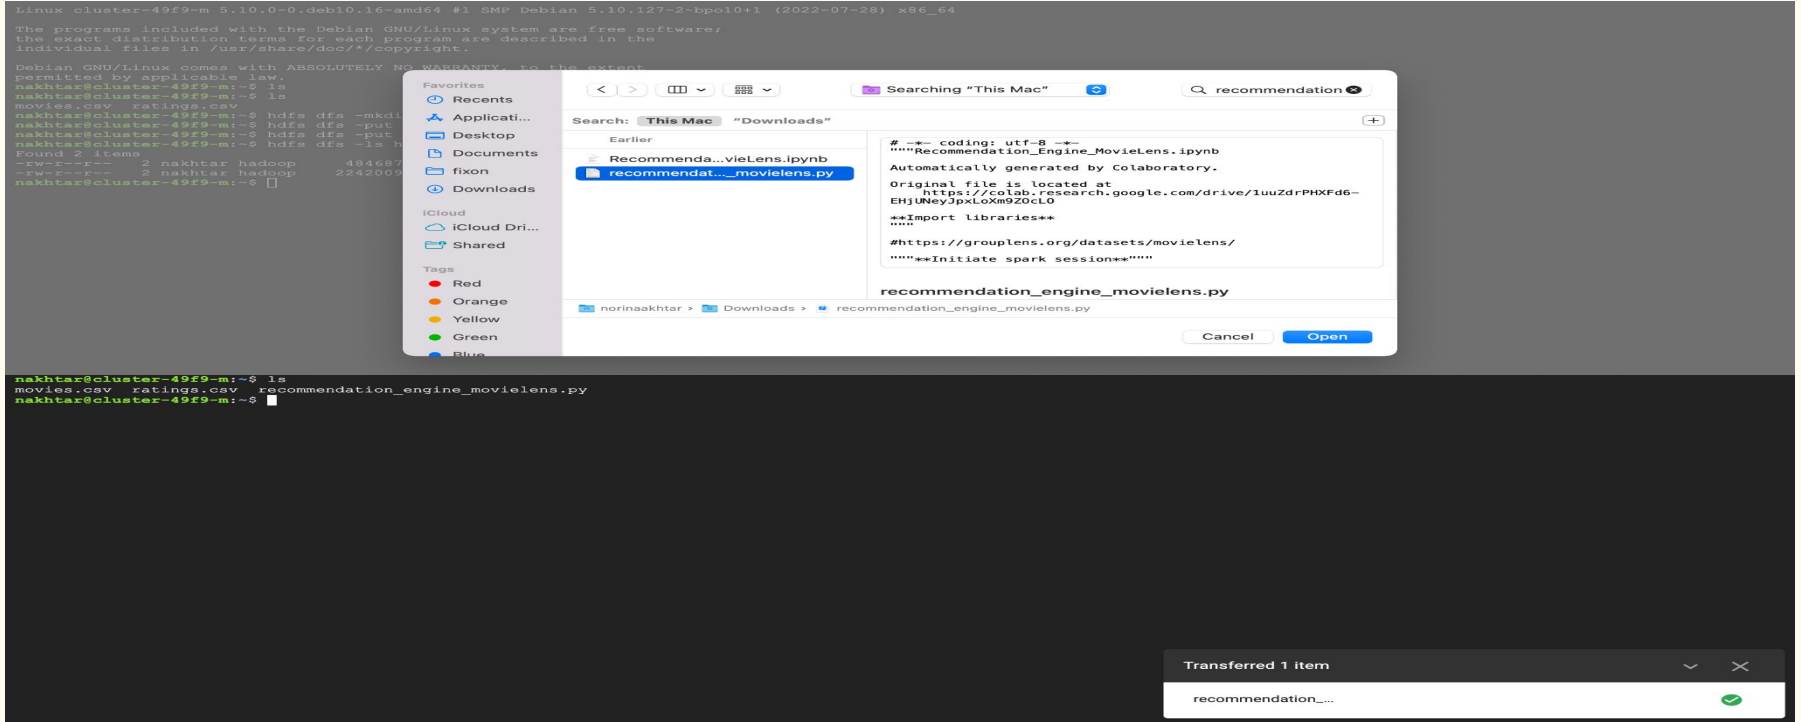 Linux cluster-49f9-m 5.10.0-0.deb10.16-amd64 #1 SMP Debian 5.10.127-2~bpo10+1 (2022-07-28) x86_64
The programs included with the Debian GNU/Linux system are free software;
the exact distribution terms for each program are described in the
individual files in /usr/share/doc/*/copyright.
Debian GNU/Linux comes with ABSOLUTELY NO WARRANTY, to the extent
permitted by applicable law.
nakhtar@cluster-49f9-m:~$ ls
nakhtar@cluster-49f9-m:~$ ls
movies.csv  ratings.csv
nakhtar@cluster-49f9-m:~$ hdfs dfs -mkdi
nakhtar@cluster-49f9-m:~$ hdfs dfs -put
nakhtar@cluster-49f9-m:~$ hdfs dfs -put
nakhtar@cluster-49f9-m:~$ hdfs dfs -ls h
Found 2 items
-rw-r--r--   2 nakhtar hadoop     484687
-rw-r--r--   2 nakhtar hadoop    2242009
nakhtar@cluster-49f9-m:~$
Favorites
Recents
Applicati...
Desktop
Documents
fixon
Downloads
iCloud
iCloud Dri...
Shared
Tags
Red
Orange
Yellow
Green
Blue
Searching "This Mac"
recommendation
Search: This Mac "Downloads"
Earlier
Recommenda...vieLens.ipynb
recommendat..._movielens.py
# -*- coding: utf-8 -*-
"""Recommendation_Engine_MovieLens.ipynb
Automatically generated by Colaboratory.
Original file is located at
https://colab.research.google.com/drive/1uuZdrPHXFd6-
EHjUNeyJpxLoXm9ZOcLO
**Import libraries**
"""
#https://grouplens.org/datasets/movielens/
"""**Initiate spark session**"""
recommendation_engine_movielens.py
norinaakhtar > Downloads > recommendation_engine_movielens.py
Cancel Open
nakhtar@cluster-49f9-m:~$ ls
movies.csv  ratings.csv  recommendation_engine_movielens.py
nakhtar@cluster-49f9-m:~$
Transferred 1 item
recommendation_...